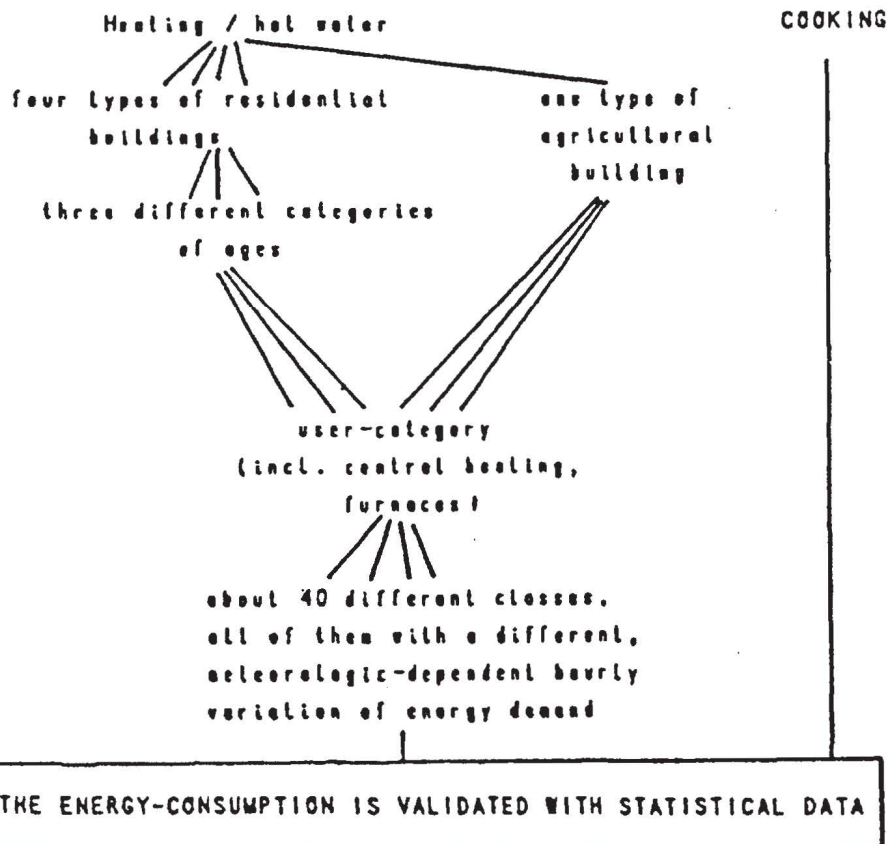 Heating / hot water
COOKING
four types of residential
buildings
one type of
agricultural
building
three different categories
of ages
user-category
(incl. central heating,
furnaces)
about 40 different classes,
all of them with a different,
meteorologic-dependent hourly
variation of energy demand
THE ENERGY-CONSUMPTION IS VALIDATED WITH STATISTICAL DATA